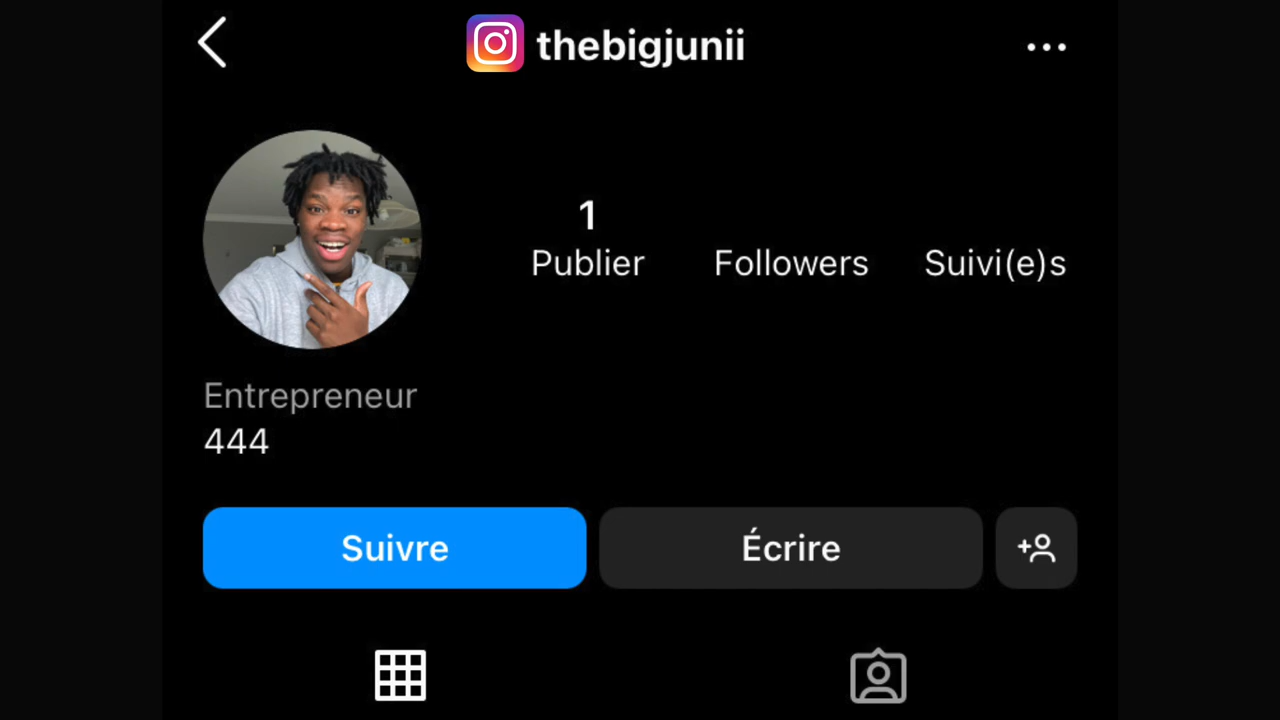 thebigjunii
1
Publier Followers Suivi(e)s
Entrepreneur
444
Suivre Écrire